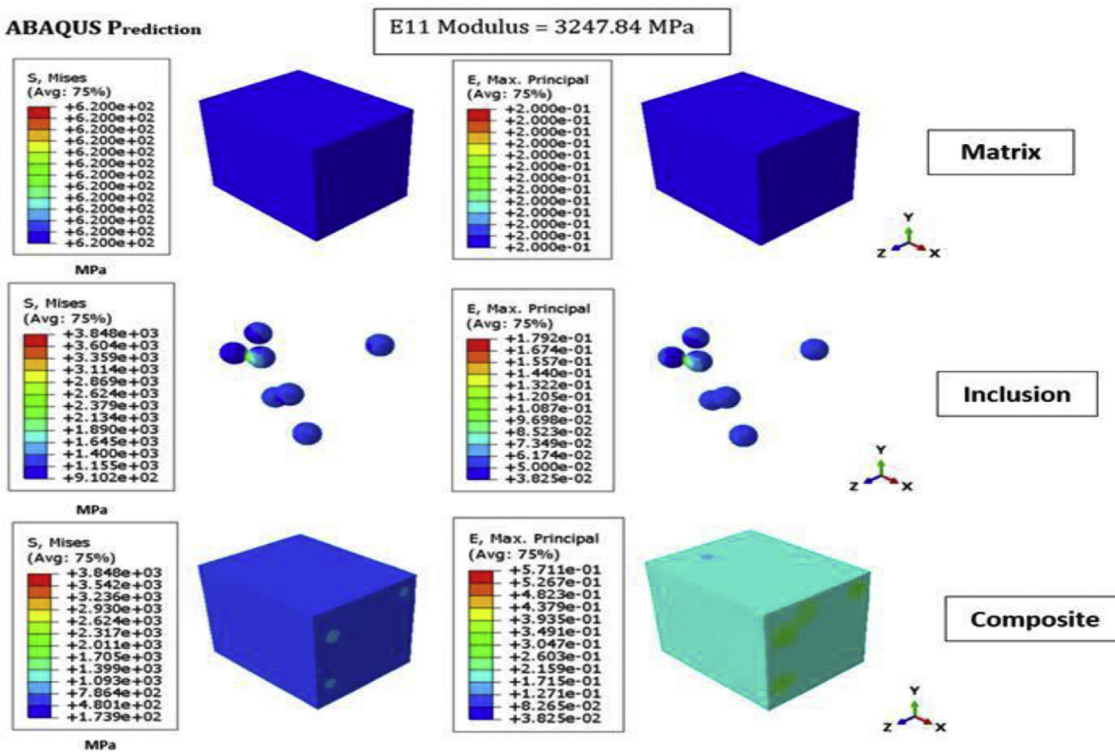 ABAQUS Prediction
E11 Modulus = 3247.84 MPa
S, Mises
(Avg: 75%)
+6.200e+02
+6.200e+02
+6.200e+02
+6.200e+02
+6.200e+02
+6.200e+02
+6.200e+02
+6.200e+02
+6.200e+02
+6.200e+02
+6.200e+02
+6.200e+02
+6.200e+02
MPa
E, Max. Principal
(Avg: 75%)
+2.000e-01
+2.000e-01
+2.000e-01
+2.000e-01
+2.000e-01
+2.000e-01
+2.000e-01
+2.000e-01
+2.000e-01
+2.000e-01
+2.000e-01
+2.000e-01
+2.000e-01
Y
Z X
Matrix
S, Mises
(Avg: 75%)
+3.848e+03
+3.604e+03
+3.359e+03
+3.114e+03
+2.869e+03
+2.624e+03
+2.379e+03
+2.134e+03
+1.890e+03
+1.645e+03
+1.400e+03
+1.155e+03
+9.102e+02
MPa
E, Max. Principal
(Avg: 75%)
+1.792e-01
+1.674e-01
+1.557e-01
+1.440e-01
+1.322e-01
+1.205e-01
+1.087e-01
+9.698e-02
+8.523e-02
+7.349e-02
+6.174e-02
+5.000e-02
+3.825e-02
Y
Z X
Inclusion
S, Mises
(Avg: 75%)
+3.848e+03
+3.542e+03
+3.236e+03
+2.930e+03
+2.624e+03
+2.317e+03
+2.011e+03
+1.705e+03
+1.399e+03
+1.093e+03
+7.864e+02
+4.801e+02
+1.739e+02
MPa
E, Max. Principal
(Avg: 75%)
+5.711e-01
+5.267e-01
+4.823e-01
+4.379e-01
+3.935e-01
+3.491e-01
+3.047e-01
+2.603e-01
+2.159e-01
+1.715e-01
+1.271e-01
+8.265e-02
+3.825e-02
Y
Z X
Composite